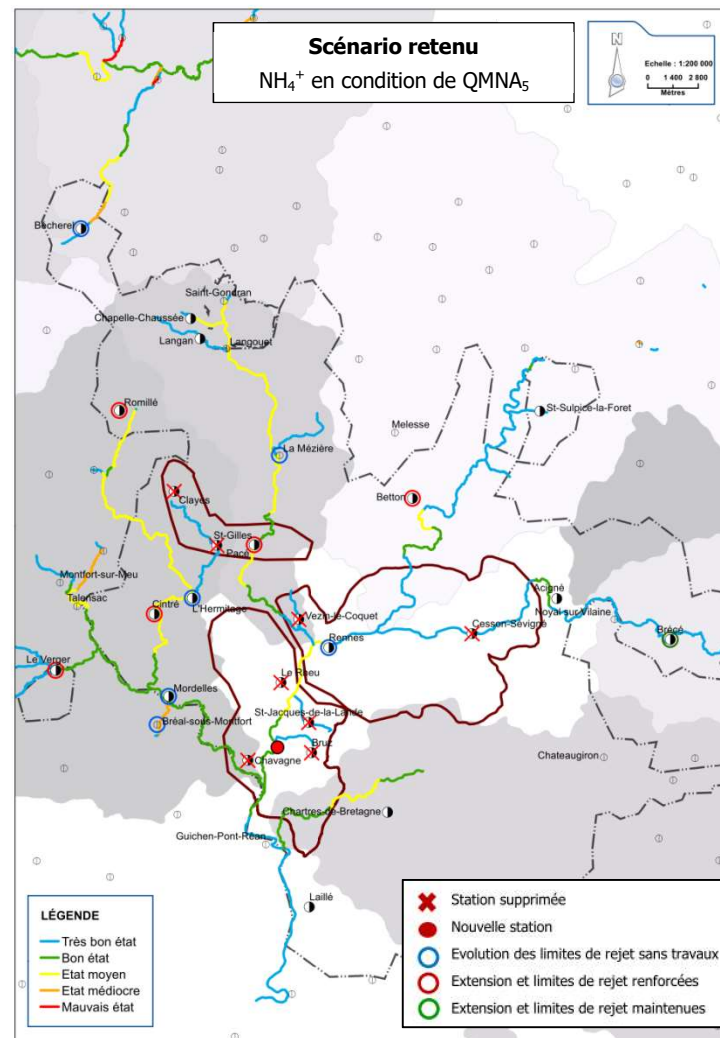 Scénario retenu
NH₄⁺ en condition de QMNA₅
N
Echelle : 1:200 000
0 1 400 2 800
Mètres
Bécherel
Saint-Gondran
Chapelle-Chaussée
Langan
Langouet
Romillé
St-Sulpice-la-Foret
Melesse
La Mézière
Betton
Clayes
St-Gilles
Pacé
Montfort-sur-Meu
Talensac
L'Hermitage
Cintré
Vezin-le-Coquet
Acigné
Noyal sur Vilaine
Cesson-Sévigné
Brécé
Rennes
Le Verger
Mordelles
Le Rheu
Bréal-sous-Montfort
St-Jacques-de-la-Lande
Bruz
Chavagne
Chateaugiron
Chartres-de-Bretagne
Guichen-Pont-Réan
Laillé
LÉGENDE
Très bon état
Bon état
Etat moyen
Etat médiocre
Mauvais état
Station supprimée
Nouvelle station
Evolution des limites de rejet sans travaux
Extension et limites de rejet renforcées
Extension et limites de rejet maintenues